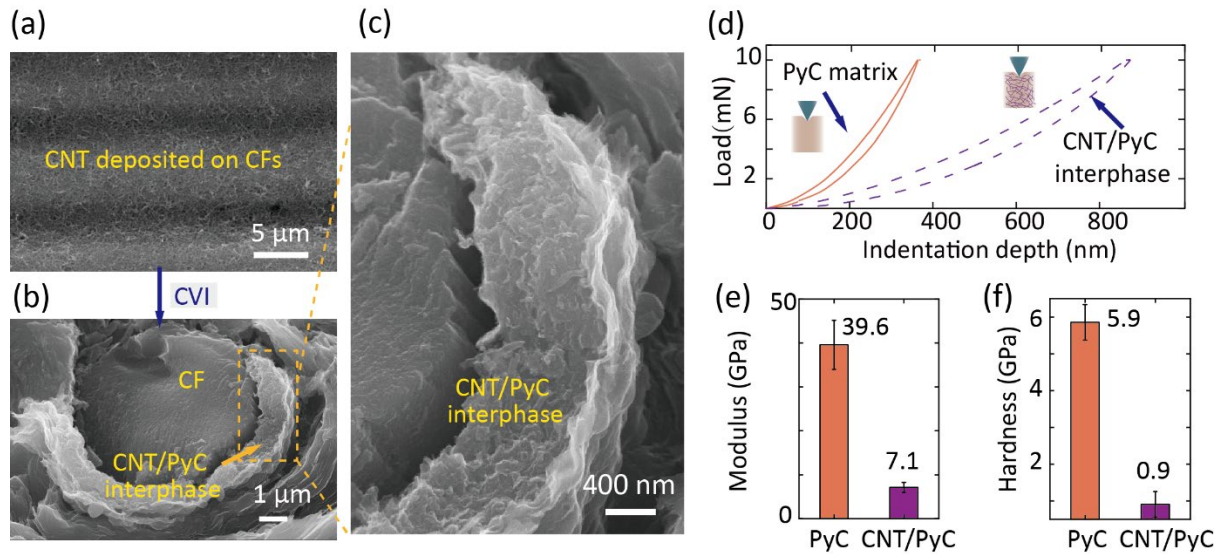 (a)
CNT deposited on CFs
5 μm
CVI
(b)
CF
CNT/PyC
interphase
1 μm
(c)
CNT/PyC
interphase
400 nm
(d)
10
8
6
4
2
Load(mN)
PyC matrix
CNT/PyC
interphase
0 200 400 600 800
Indentation depth (nm)
(e)
50
0
Modulus (GPa)
39.6
7.1
PyC CNT/PyC
(f)
6
4
2
Hardness (GPa)
5.9
0.9
PyC CNT/PyC